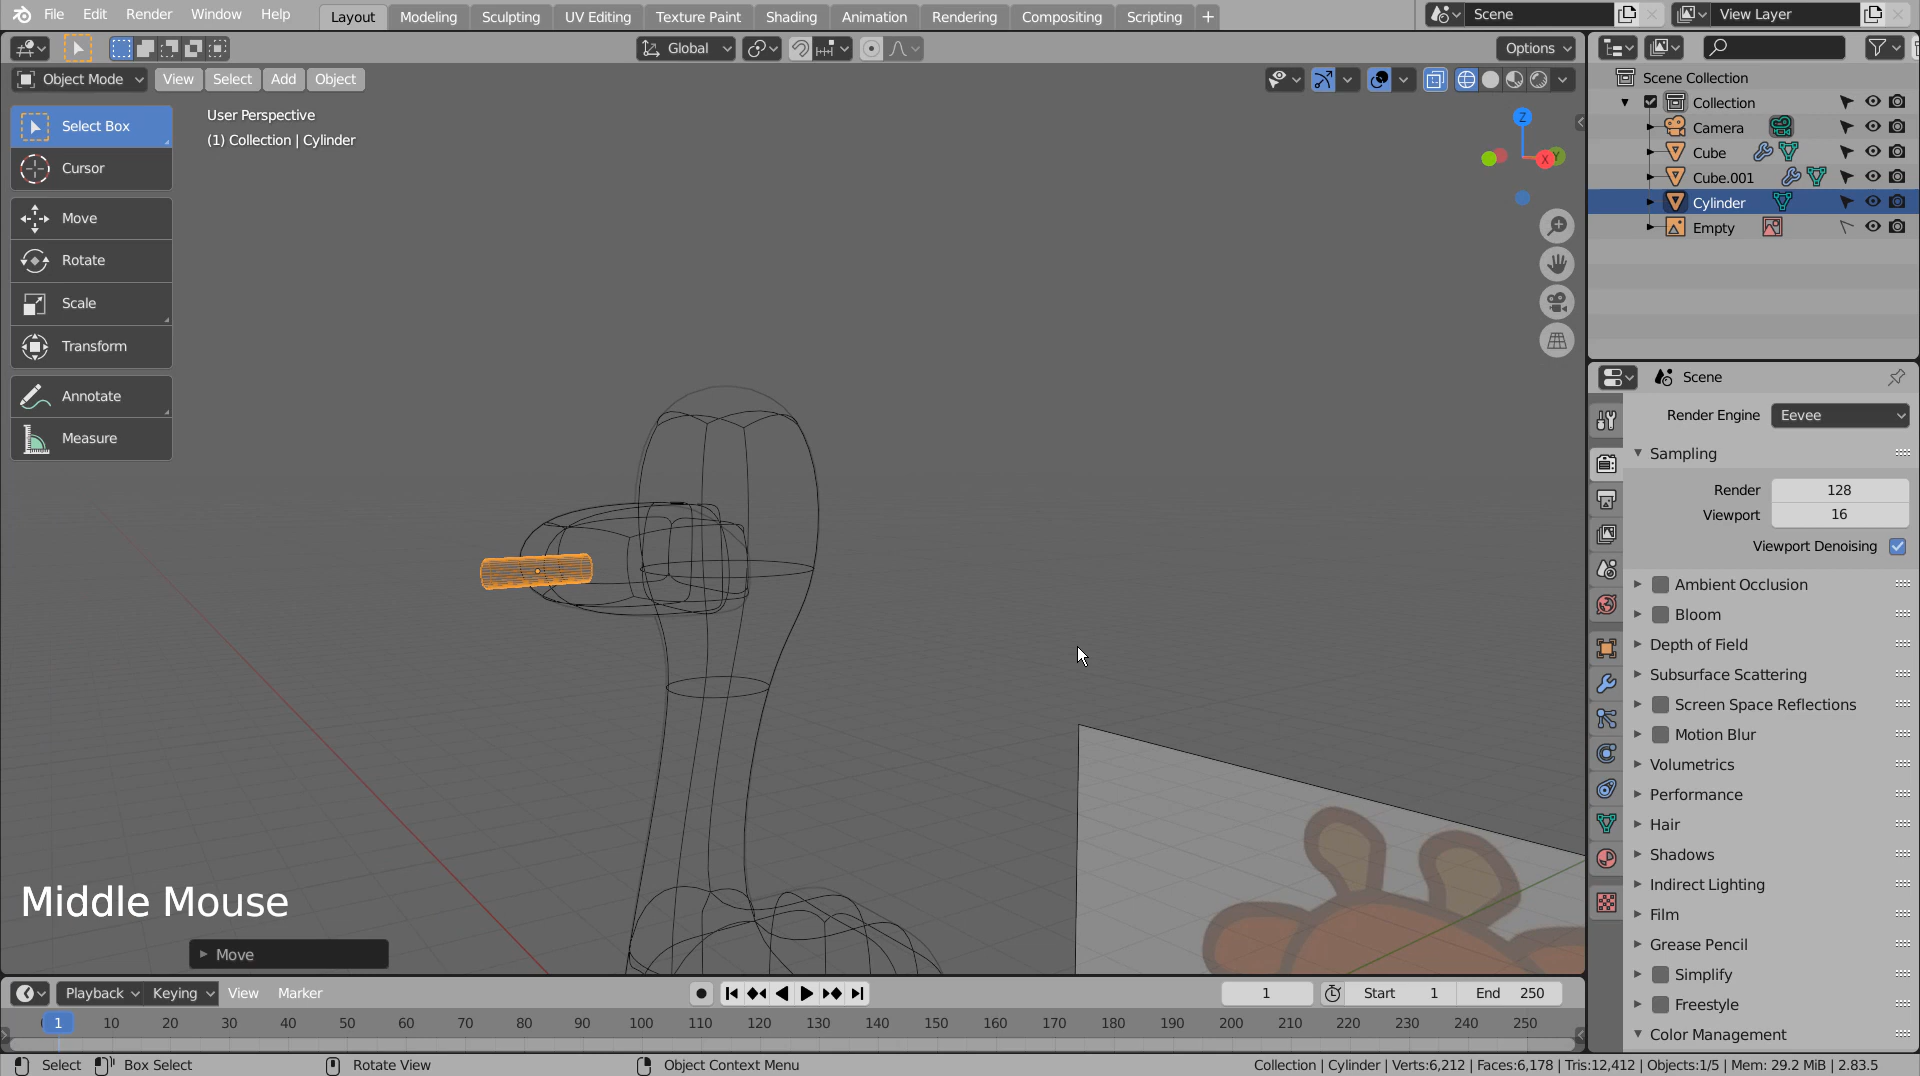 File Edit Render Window Help Layout Modeling Sculpting UV Editing Texture Paint Shading Animation Rendering Compositing Scripting + Scene View Layer
Global Options
Object Mode View Select Add Object
User Perspective
(1) Collection | Cylinder
Select Box
Cursor
Move
Rotate
Scale
Transform
Annotate
Measure
Z
X
Y
Scene Collection
Collection
Camera
Cube
Cube.001
Cylinder
Empty
Scene
Render Engine Eevee
Sampling
Render 128
Viewport 16
Viewport Denoising
Ambient Occlusion
Bloom
Depth of Field
Subsurface Scattering
Screen Space Reflections
Motion Blur
Volumetrics
Performance
Hair
Shadows
Indirect Lighting
Film
Grease Pencil
Simplify
Freestyle
Color Management
Middle Mouse
Move
Playback Keying View Marker 1 Start 1 End 250
1 10 20 30 40 50 60 70 80 90 100 110 120 130 140 150 160 170 180 190 200 210 220 230 240 250
Select Box Select Rotate View Object Context Menu Collection | Cylinder | Verts:6,212 | Faces:6,178 | Tris:12,412 | Objects:1/5 | Mem: 29.2 MiB | 2.83.5